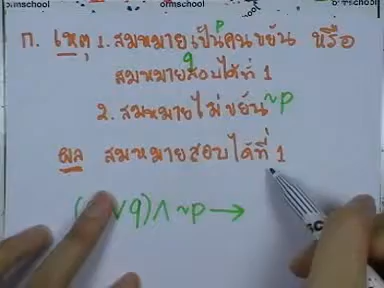 ormschool
ormschool
ormschool
p
ก. เหตุ 1. สมหมายเป็นคนขยัน หรือ
q
สมหมายสอบได้ที่ 1
2. สมหมายไม่ขยัน ~p
ผล สมหมายสอบได้ที่ 1
( ∨ q) ∧ ~p →